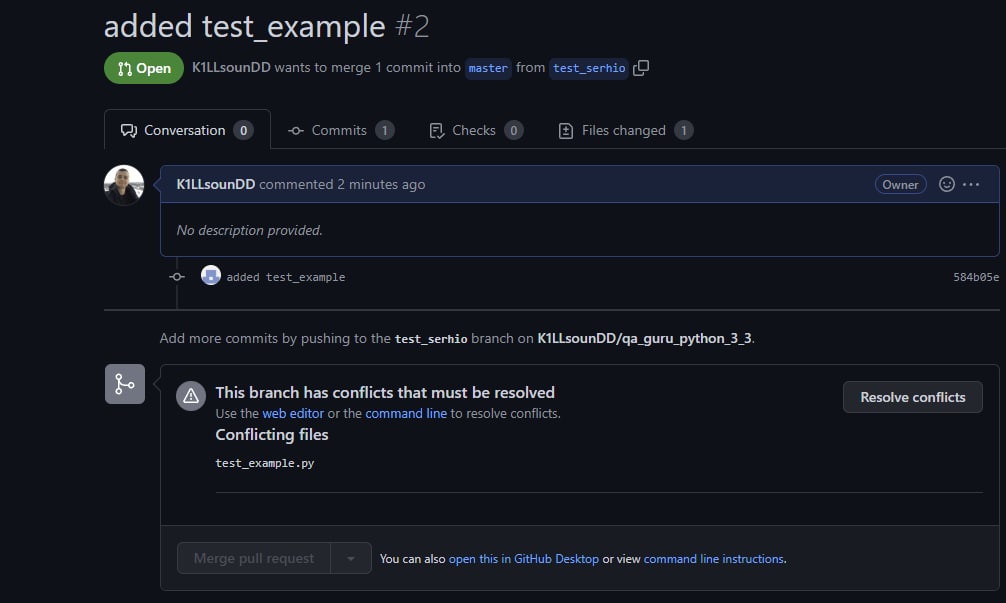 added test_example #2
Open K1LLsounDD wants to merge 1 commit into master from test_serhio
Conversation 0 Commits 1 Checks 0 Files changed 1
K1LLsounDD commented 2 minutes ago Owner
No description provided.
added test_example 584b05e
Add more commits by pushing to the test_serhio branch on K1LLsounDD/qa_guru_python_3_3.
This branch has conflicts that must be resolved
Use the web editor or the command line to resolve conflicts.
Resolve conflicts
Conflicting files
test_example.py
Merge pull request You can also open this in GitHub Desktop or view command line instructions.